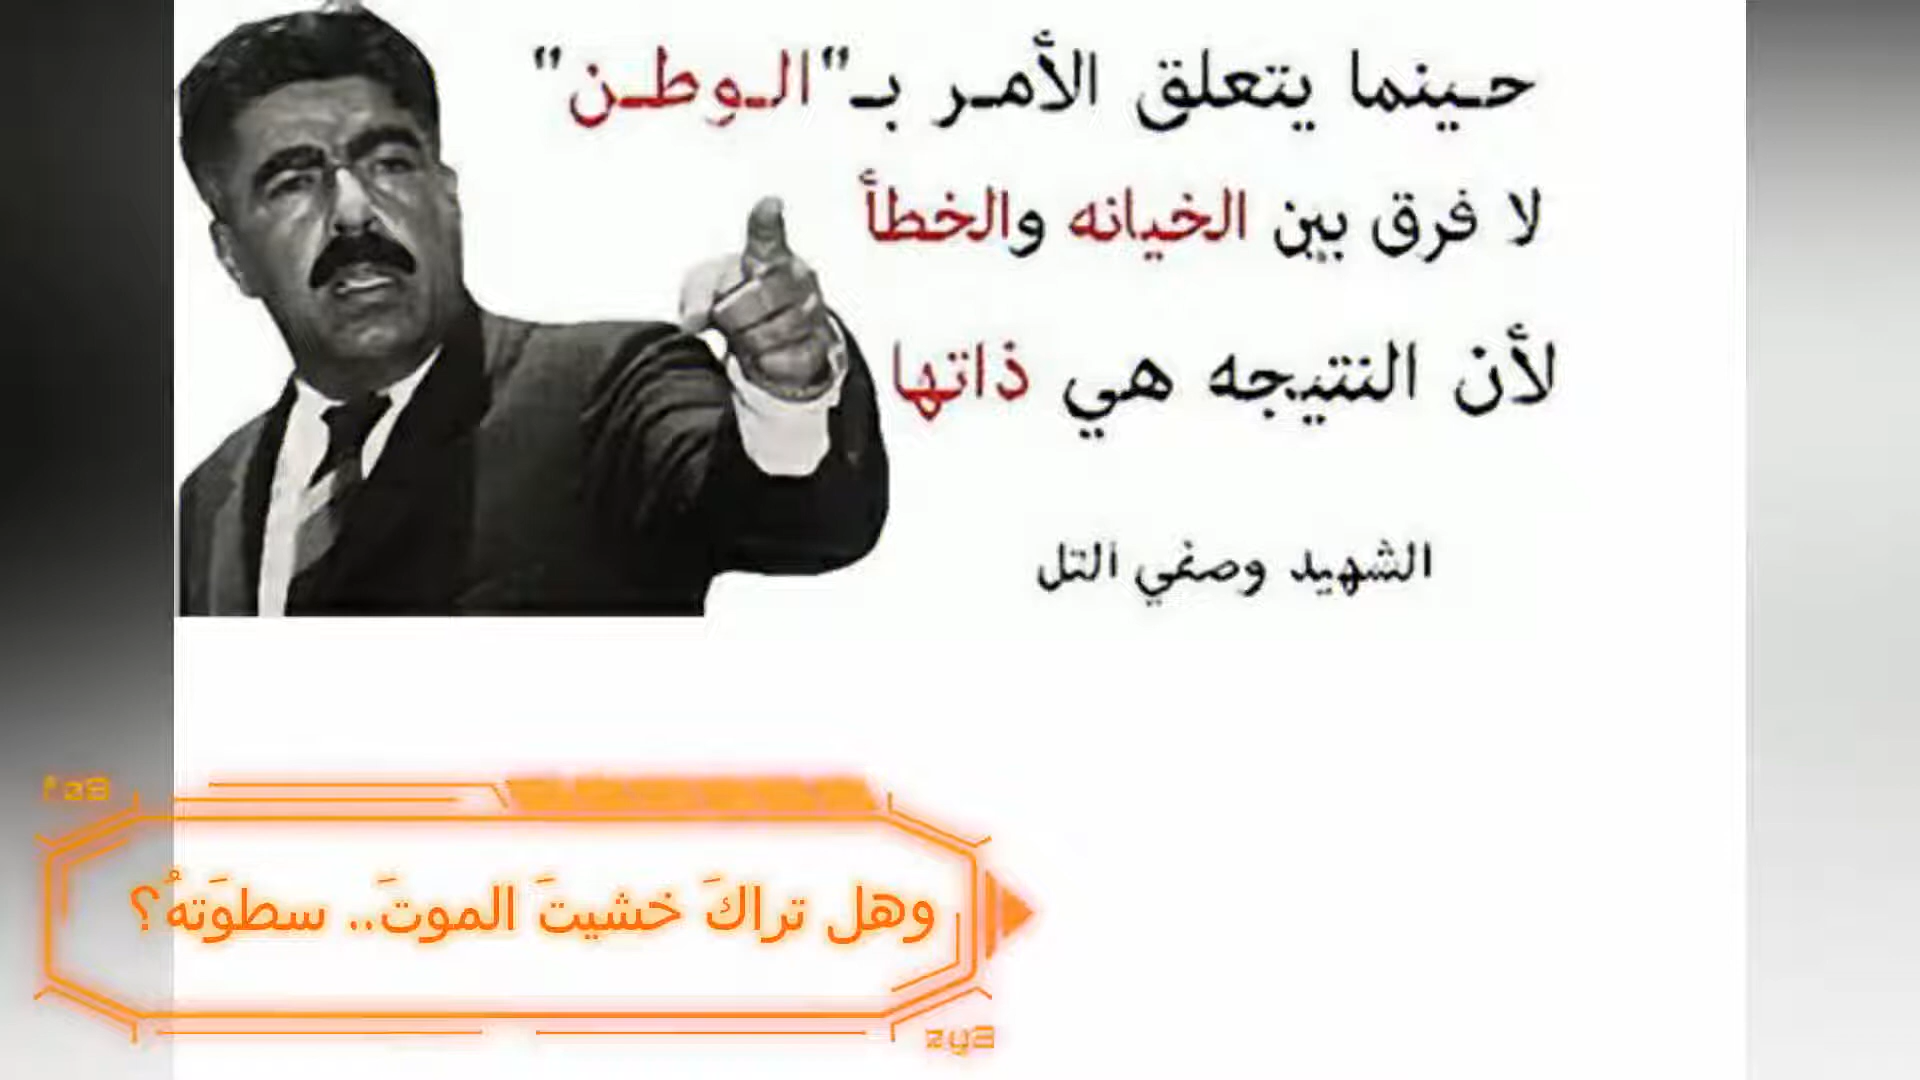 حينما يتعلق الأمر بـ"الوطن"
لا فرق بين الخيانه والخطأ
لأن النتيجه هي ذاتها
الشهيد وصفي التل
وهل تراكَ خشيتَ الموتَ.. سطوَتهُ؟